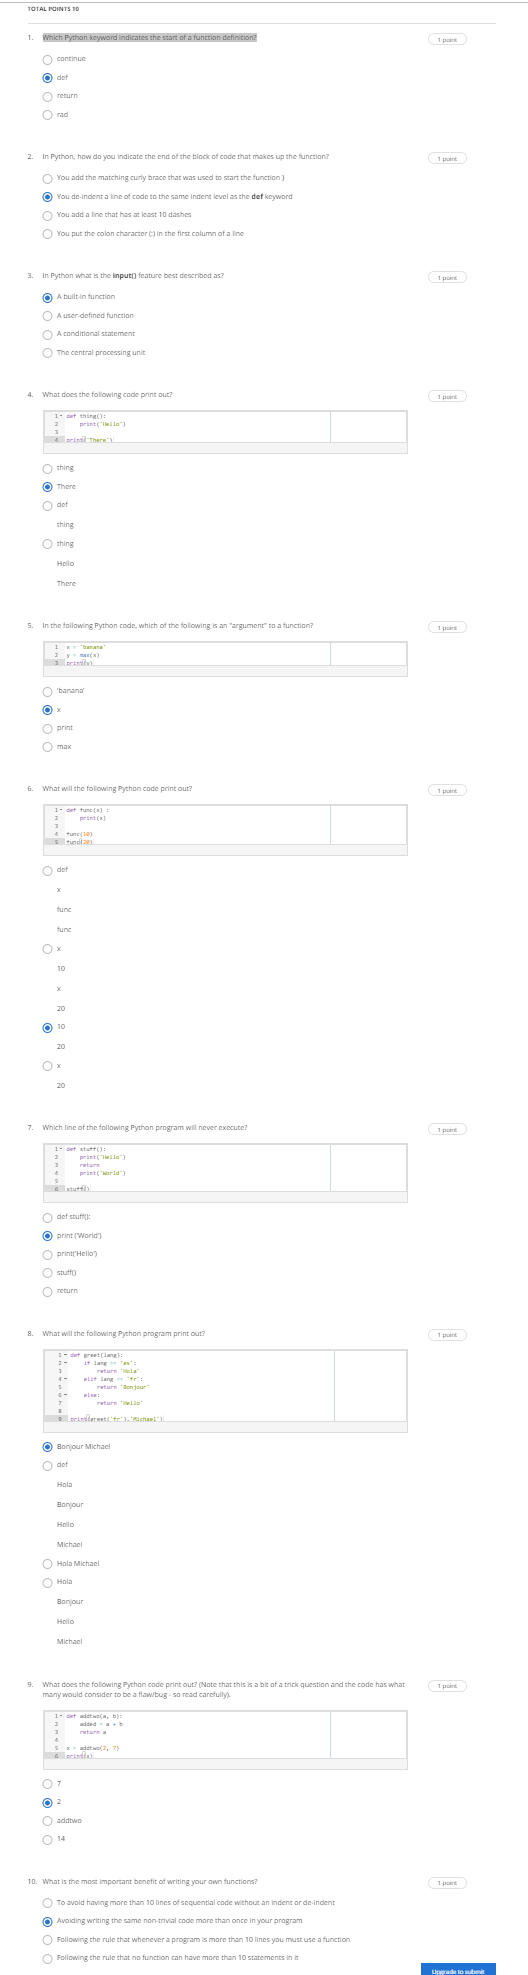 TOTAL POINTS 10
1. Which Python keyword indicates the start of a function definition?
1 point
continue
def
return
rad
2. In Python, how do you indicate the end of the block of code that makes up the function?
1 point
You add the matching curly brace that was used to start the function }
You de-indent a line of code to the same indent level as the def keyword
You add a line that has at least 10 dashes
You put the colon character (:) in the first column of a line
3. In Python what is the input() feature best described as?
1 point
A built-in function
A user-defined function
A conditional statement
The central processing unit
4. What does the following code print out?
1 point
1 def thing():
2 print('Hello')
3
4 print('There')
thing
There
def
thing
thing
Hello
There
5. In the following Python code, which of the following is an "argument" to a function?
1 point
1 x = 'banana'
2 y = max(x)
3 print(y)
'banana'
x
print
max
6. What will the following Python code print out?
1 point
1 def func(x) :
2 print(x)
3
4 func(10)
5 func(20)
def
x
func
func
x
10
x
20
10
20
x
20
7. Which line of the following Python program will never execute?
1 point
1 def stuff():
2 print('Hello')
3 return
4 print('World')
5
6 stuff()
def stuff():
print ('World')
print('Hello')
stuff()
return
8. What will the following Python program print out?
1 point
1 def greet(lang):
2 if lang == 'es':
3 return 'Hola'
4 elif lang == 'fr':
5 return 'Bonjour'
6 else:
7 return 'Hello'
8
9 print(greet('fr'),'Michael')
Bonjour Michael
def
Hola
Bonjour
Hello
Michael
Hola Michael
Hola
Bonjour
Hello
Michael
9. What does the following Python code print out? (Note that this is a bit of a trick question and the code has what
many would consider to be a flaw/bug - so read carefully).
1 point
1 def addtwo(a, b):
2 added = a + b
3 return a
4
5 x = addtwo(2, 7)
6 print(x)
7
2
addtwo
14
10. What is the most important benefit of writing your own functions?
1 point
To avoid having more than 10 lines of sequential code without an indent or de-indent
Avoiding writing the same non-trivial code more than once in your program
Following the rule that whenever a program is more than 10 lines you must use a function
Following the rule that no function can have more than 10 statements in it
Upgrade to submit